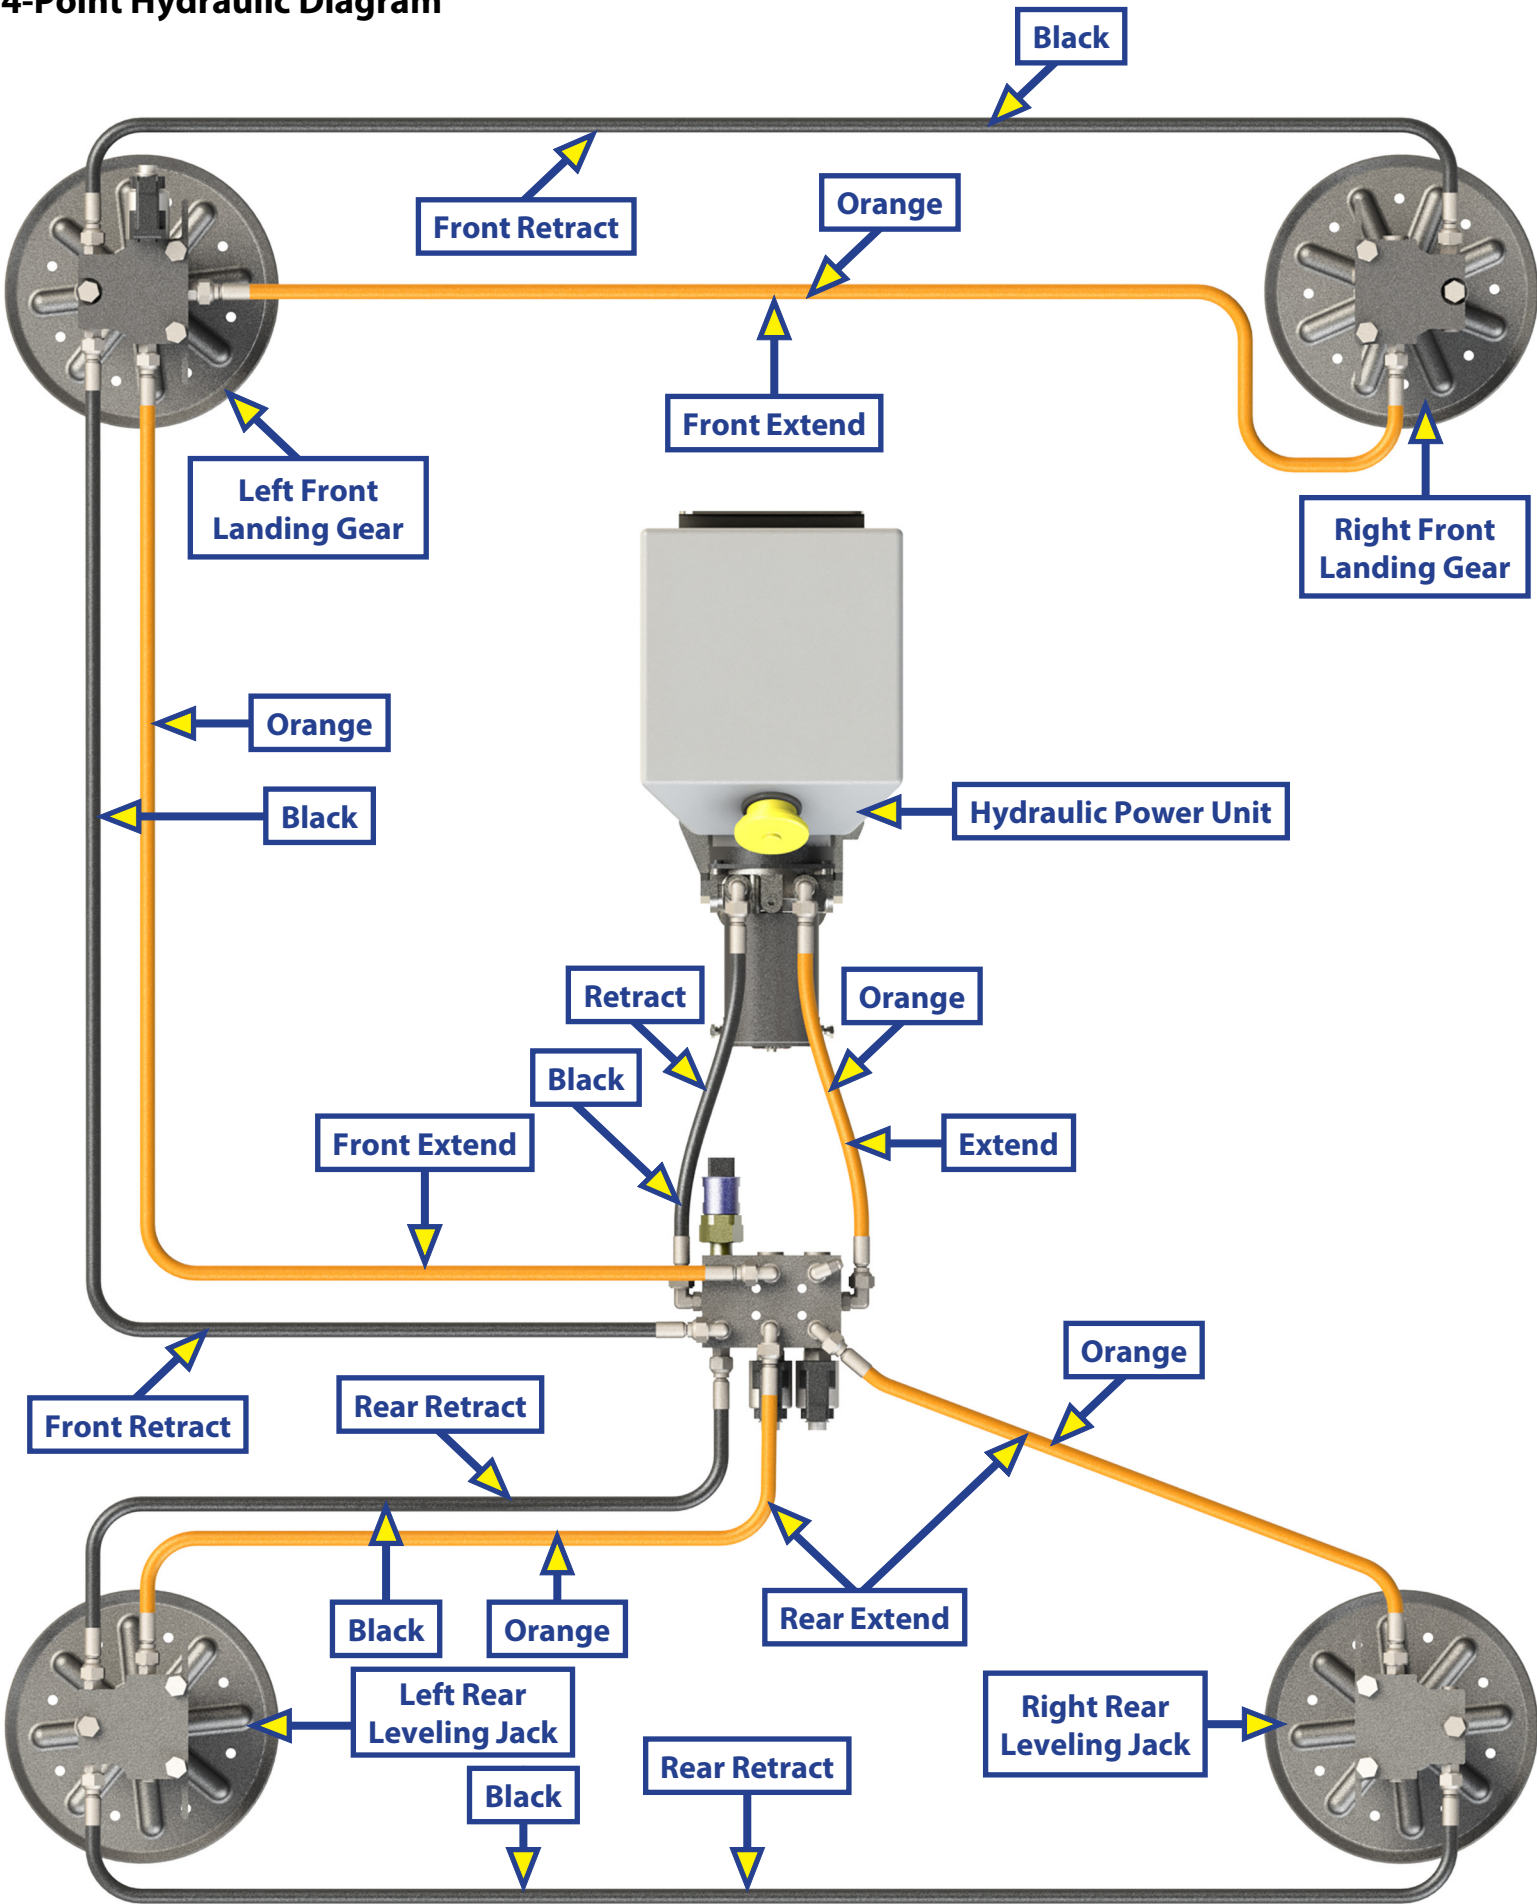 4-Point Hydraulic Diagram
Black
Front Retract
Orange
Front Extend
Left Front
Landing Gear
Right Front
Landing Gear
Orange
Black
Hydraulic Power Unit
Retract
Orange
Black
Front Extend
Extend
Orange
Front Retract
Rear Retract
Black
Orange
Rear Extend
Left Rear
Leveling Jack
Right Rear
Leveling Jack
Rear Retract
Black